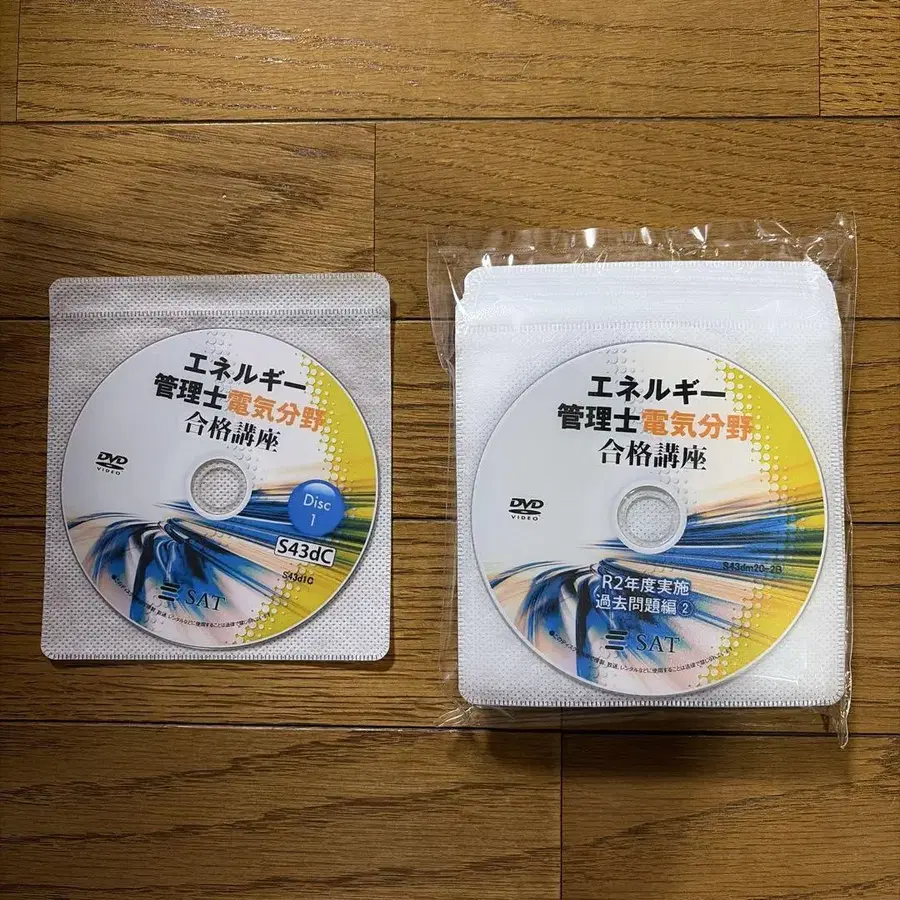 エネルギー
管理士電気分野
合格講座
DVD
VIDEO
Disc
1
S43dC
S43d1C
SAT
エネルギー
管理士電気分野
合格講座
DVD
VIDEO
S43dm20-2B
R2年度実施
過去問題編②
SAT